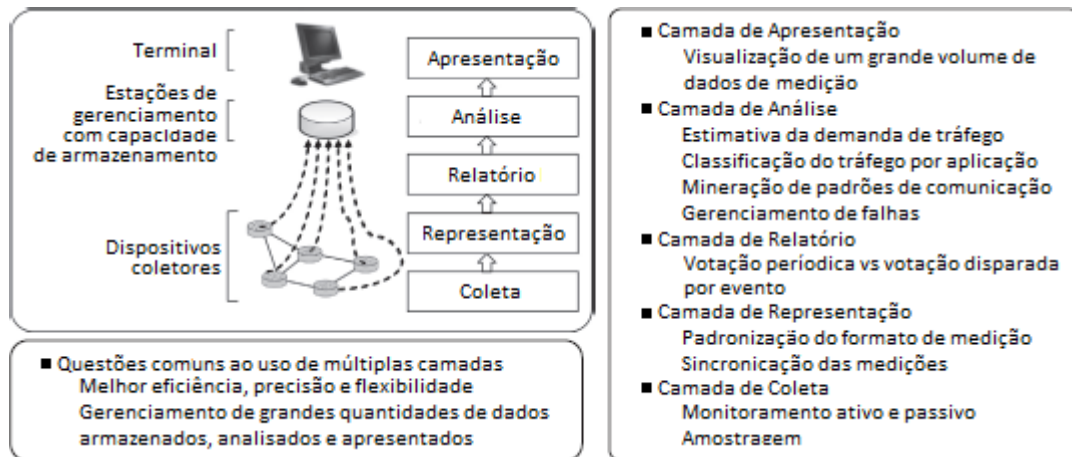 Terminal
Estações de
gerenciamento
com capacidade
de armazenamento
Dispositivos
coletores
Apresentação
Análise
Relatório
Representação
Coleta
■ Questões comuns ao uso de múltiplas camadas
Melhor eficiência, precisão e flexibilidade
Gerenciamento de grandes quantidades de dados
armazenados, analisados e apresentados
■ Camada de Apresentação
Visualização de um grande volume de
dados de medição
■ Camada de Análise
Estimativa da demanda de tráfego
Classificação do tráfego por aplicação
Mineração de padrões de comunicação
Gerenciamento de falhas
■ Camada de Relatório
Votação períodica vs votação disparada
por evento
■ Camada de Representação
Padronização do formato de medição
Sincronicação das medições
■ Camada de Coleta
Monitoramento ativo e passivo
Amostragem